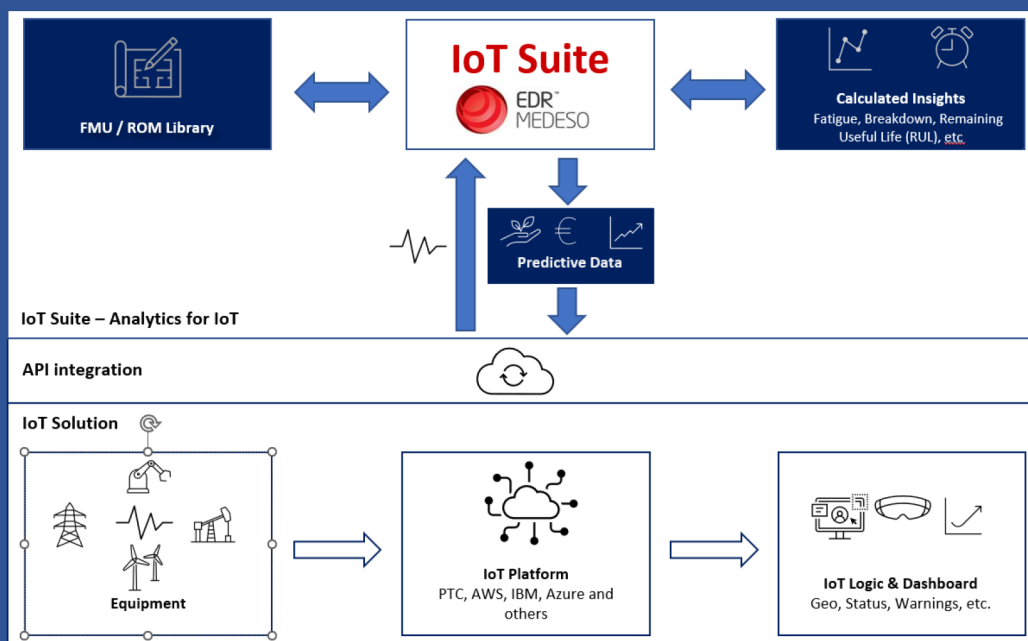 IoT Suite
EDR™
MEDESO
FMU / ROM Library
Calculated Insights
Fatigue, Breakdown, Remaining
Useful Life (RUL), etc
€
Predictive Data
IoT Suite – Analytics for IoT
API integration
IoT Solution
Equipment
IoT Platform
PTC, AWS, IBM, Azure and
others
IoT Logic & Dashboard
Geo, Status, Warnings, etc.